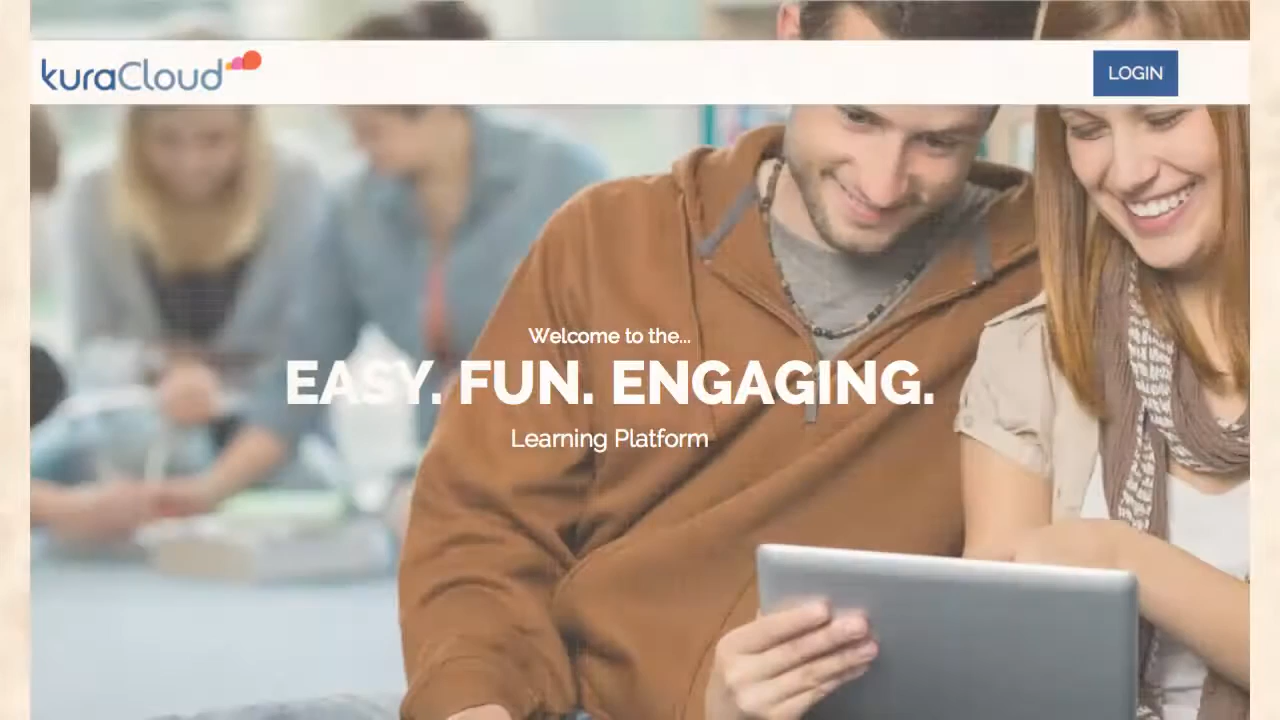 kuraCloud
LOGIN
Welcome to the...
EASY. FUN. ENGAGING.
Learning Platform